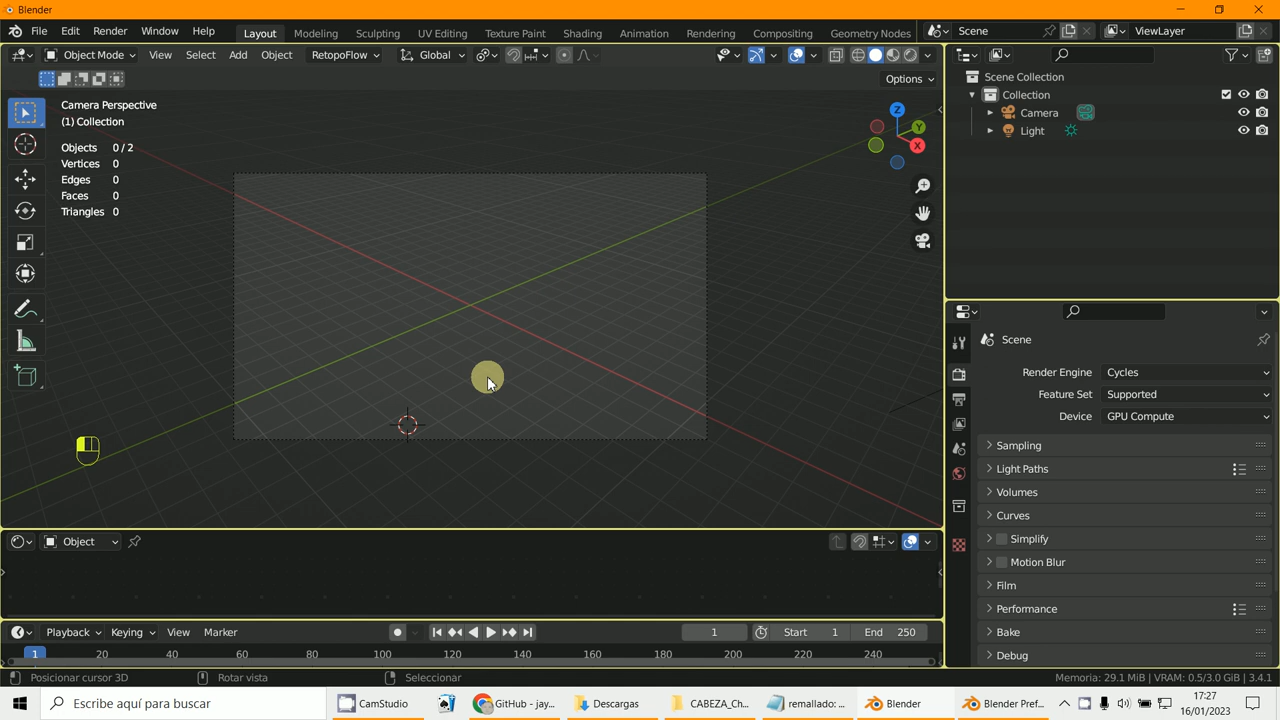 Blender
File Edit Render Window Help
Layout Modeling Sculpting UV Editing Texture Paint Shading Animation Rendering Compositing Geometry Nodes
Scene
ViewLayer
Object Mode View Select Add Object RetopoFlow Global
Options
Camera Perspective
(1) Collection
Objects 0 / 2
Vertices 0
Edges 0
Faces 0
Triangles 0
Z
Y
X
Scene Collection
Collection
Camera
Light
Scene
Render Engine Cycles
Feature Set Supported
Device GPU Compute
Sampling
Light Paths
Volumes
Curves
Simplify
Motion Blur
Film
Performance
Bake
Debug
Object
Playback Keying View Marker
1 Start 1 End 250
1 20 40 60 80 100 120 140 160 180 200 220 240
Posicionar cursor 3D Rotar vista Seleccionar
Memoria: 29.1 MiB | VRAM: 0.5/3.0 GiB | 3.4.1
Escribe aquí para buscar
CamStudio
GitHub - jay...
Descargas
CABEZA_Ch...
remallado: ...
Blender
Blender Pref...
17:27
16/01/2023